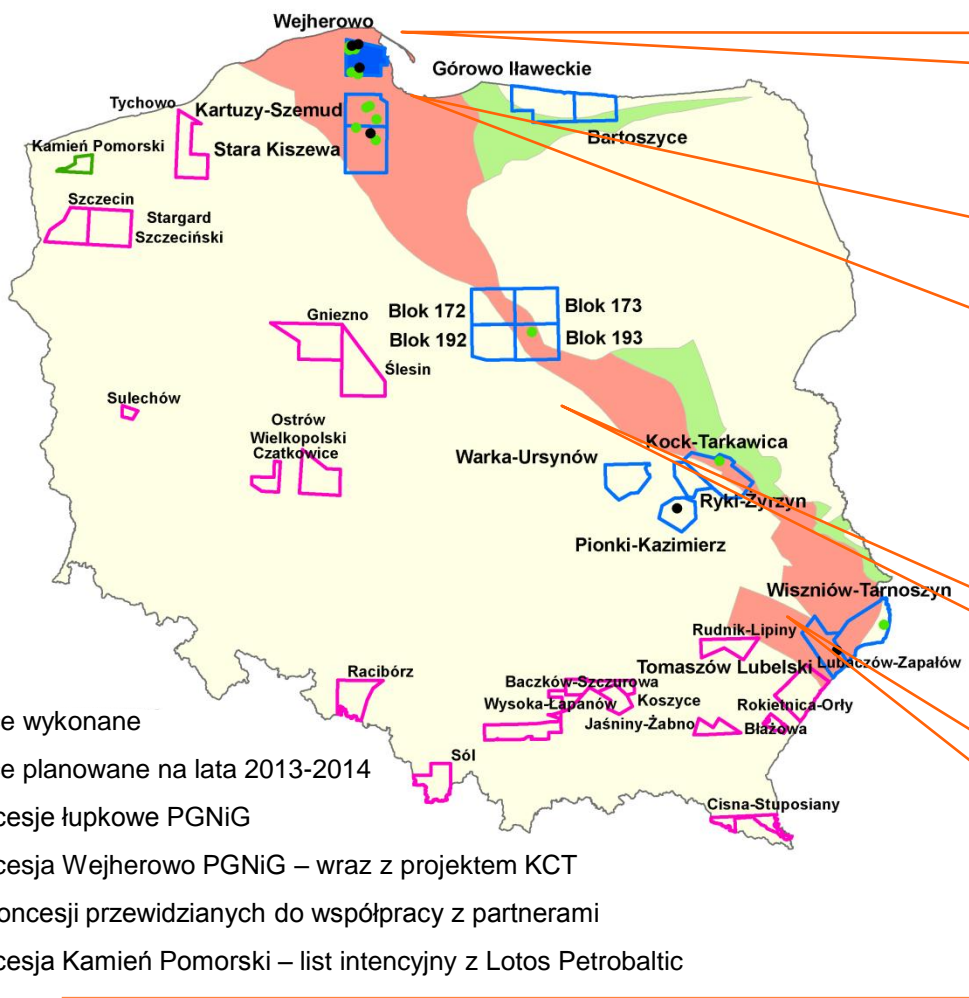 Wejherowo
Górowo Iławeckie
Tychowo
Kartuzy-Szemud
Bartoszyce
Kamień Pomorski
Stara Kiszewa
Szczecin
Stargard
Szczeciński
Blok 172
Blok 173
Gniezno
Blok 192
Blok 193
Ślesin
Sulechów
Ostrów
Wielkopolski
Czatkowice
Kock-Tarkawica
Warka-Ursynów
Ryki-Żyrzyn
Pionki-Kazimierz
Wiszniów-Tarnoszyn
Rudnik-Lipiny
Tomaszów Lubelski
Lubaczów-Zapałów
Racibórz
Baczków-Szczurowa
Wysoka-Łapanów
Koszyce
Rokietnica-Orły
Jaśniny-Żabno
Błażowa
Sól
Cisna-Stuposiany
e wykonane
e planowane na lata 2013-2014
cesje łupkowe PGNiG
cesja Wejherowo PGNiG – wraz z projektem KCT
oncesji przewidzianych do współpracy z partnerami
cesja Kamień Pomorski – list intencyjny z Lotos Petrobaltic